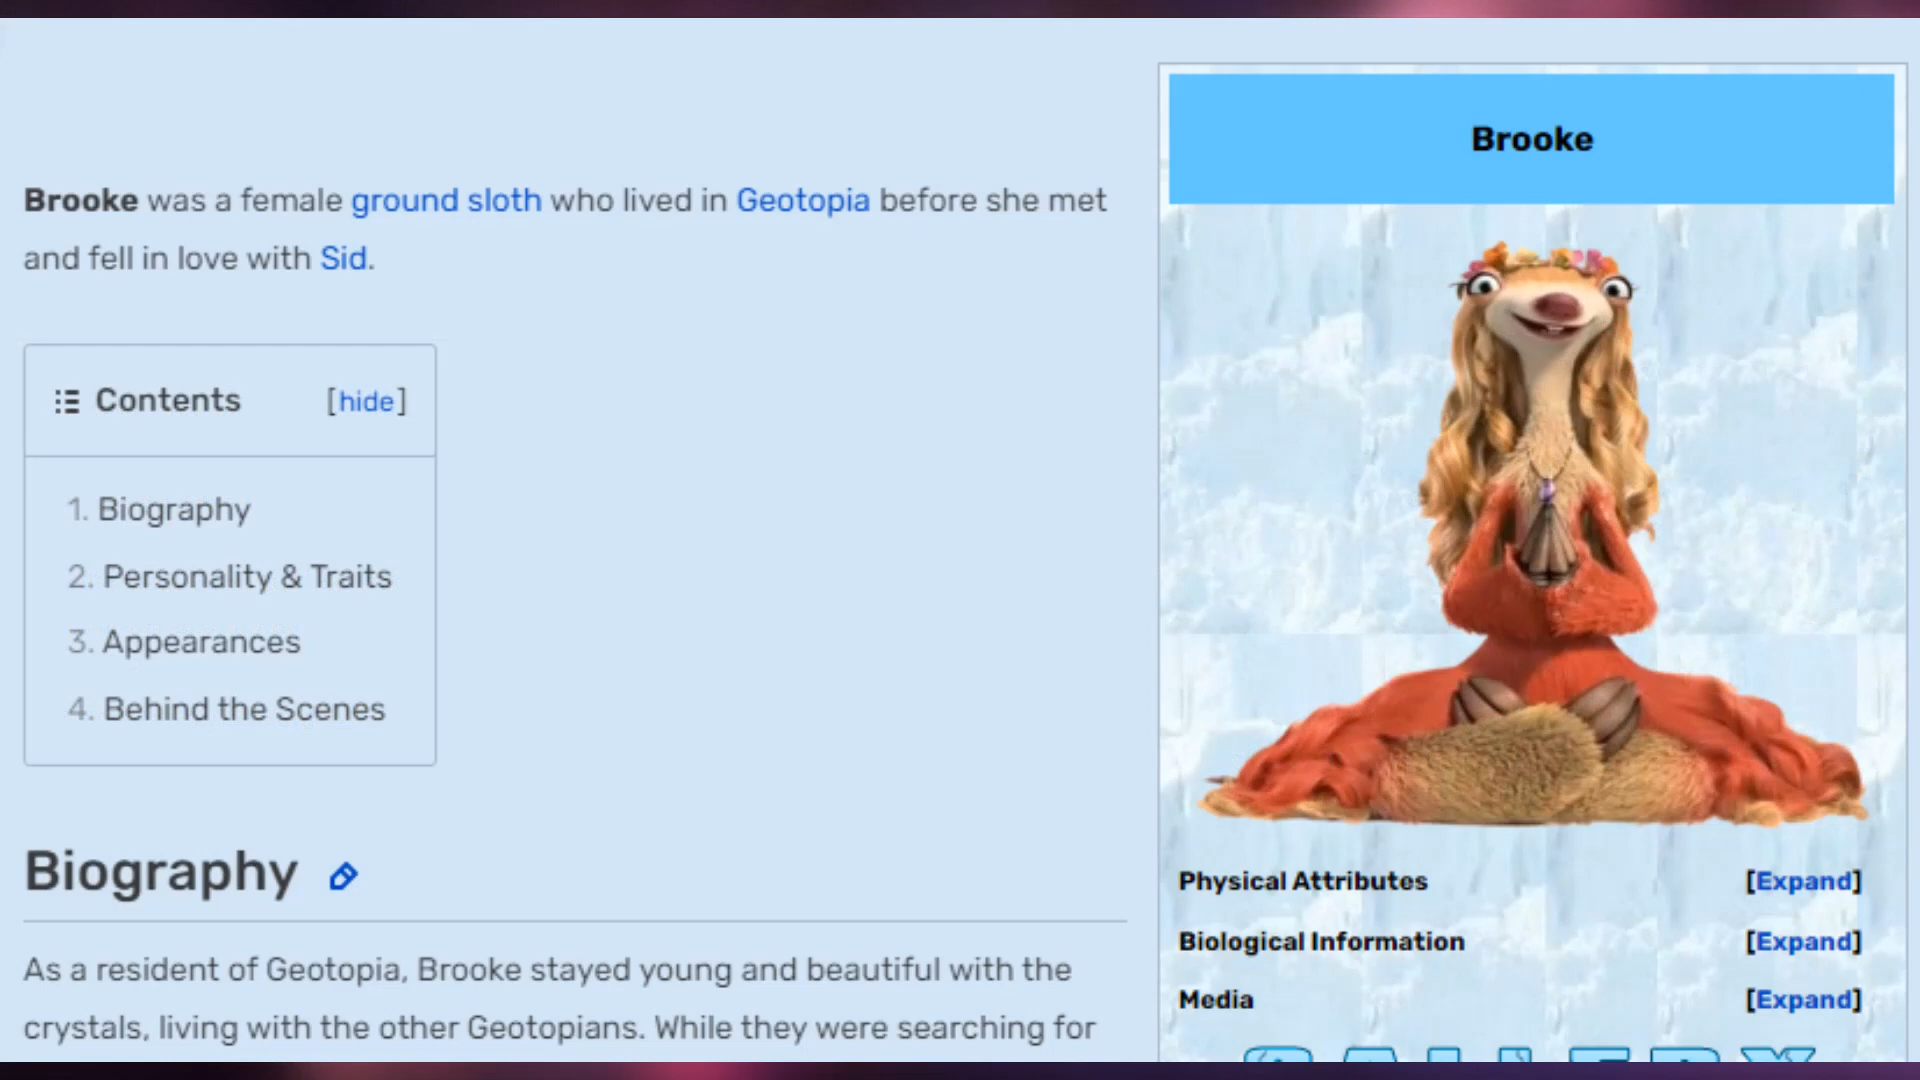 Brooke was a female ground sloth who lived in Geotopia before she met
and fell in love with Sid.
Contents [hide]
1. Biography
2. Personality & Traits
3. Appearances
4. Behind the Scenes
Biography
As a resident of Geotopia, Brooke stayed young and beautiful with the
crystals, living with the other Geotopians. While they were searching for
Brooke
Physical Attributes [Expand]
Biological Information [Expand]
Media [Expand]
GALLERY